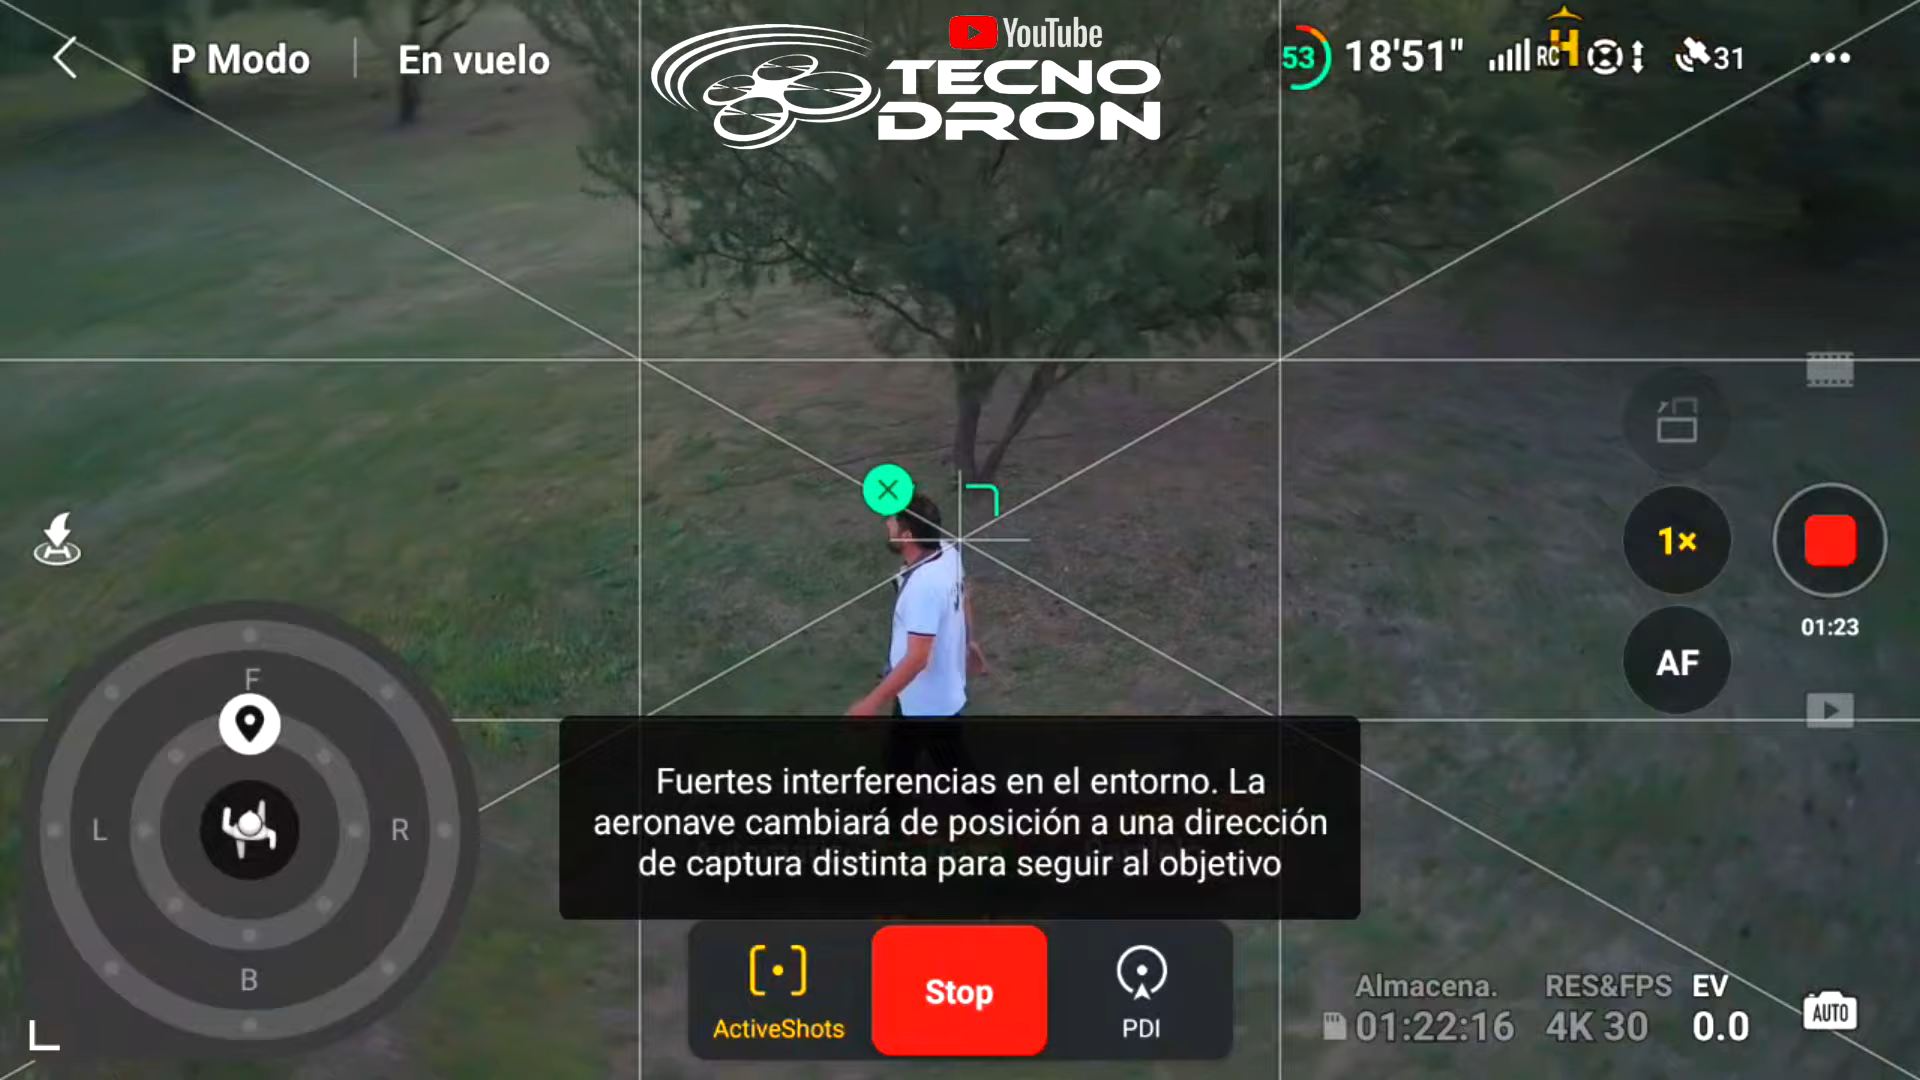 P Modo
En vuelo
YouTube
TECNO
DRON
53
18'51"
RC
H
31
1×
01:23
AF
F
L
R
B
Fuertes interferencias en el entorno. La
aeronave cambiará de posición a una dirección
de captura distinta para seguir al objetivo
ActiveShots
Stop
PDI
Almacena.
01:22:16
RES&FPS
4K 30
EV
0.0
AUTO